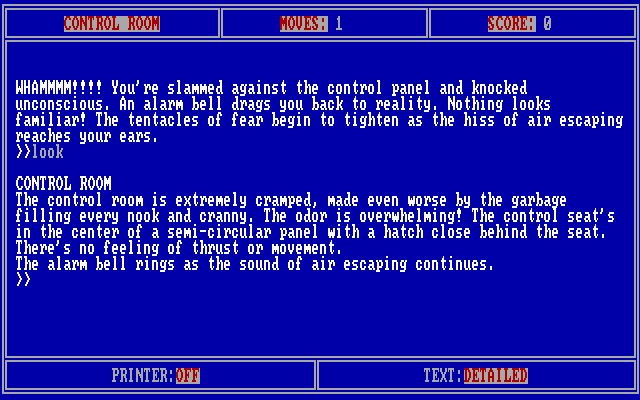 CONTROL ROOM MOVES: 1 SCORE: 0
WHAMMMM!!!! You're slammed against the control panel and knocked
unconscious. An alarm bell drags you back to reality. Nothing looks
familiar! The tentacles of fear begin to tighten as the hiss of air escaping
reaches your ears.
>>look
CONTROL ROOM
The control room is extremely cramped, made even worse by the garbage
filling every nook and cranny. The odor is overwhelming! The control seat's
in the center of a semi-circular panel with a hatch close behind the seat.
There's no feeling of thrust or movement.
The alarm bell rings as the sound of air escaping continues.
>>
PRINTER:OFF TEXT:DETAILED